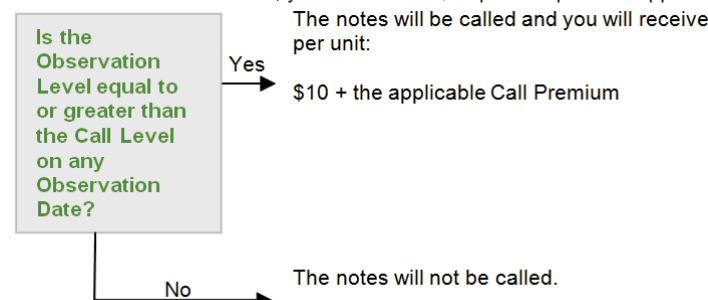 The notes will be called and you will receive
per unit:
Is the
Observation
Level equal to
or greater than
the Call Level
on any
Observation
Date?
Yes
$10 + the applicable Call Premium
No
The notes will not be called.